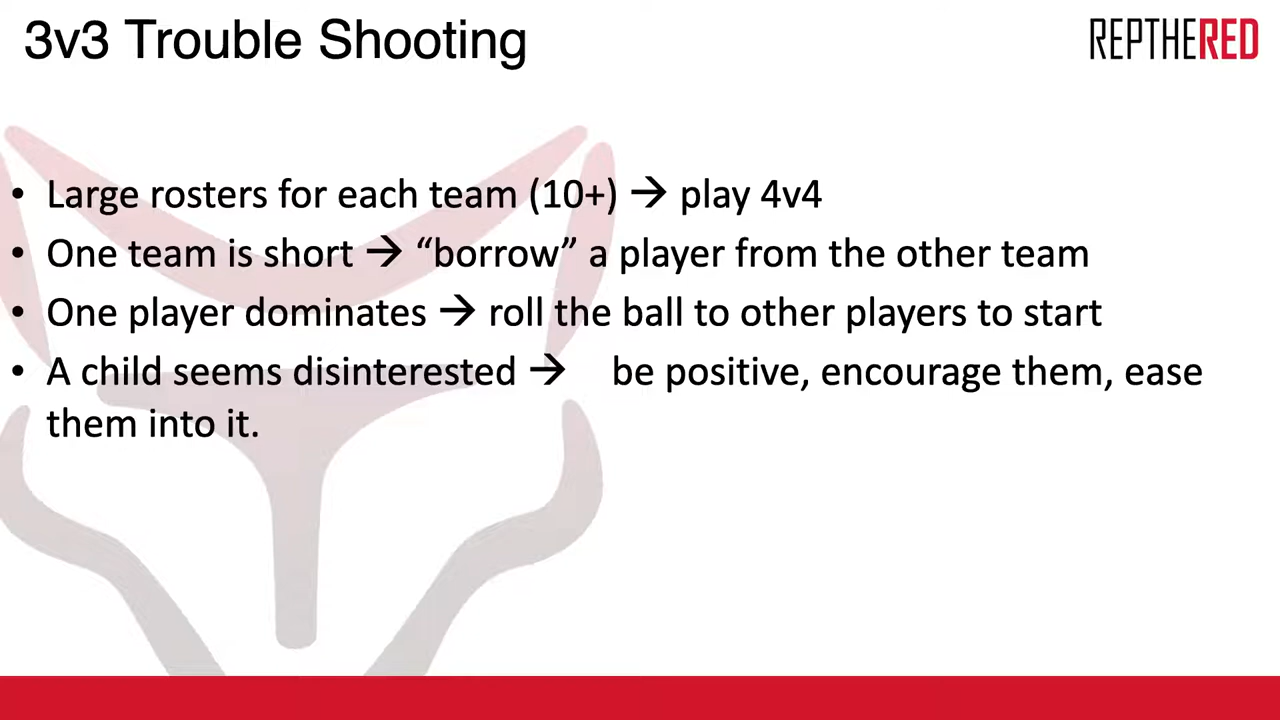 3v3 Trouble Shooting
REPTHERED
• Large rosters for each team (10+) → play 4v4
• One team is short → “borrow” a player from the other team
• One player dominates → roll the ball to other players to start
• A child seems disinterested → be positive, encourage them, ease
them into it.